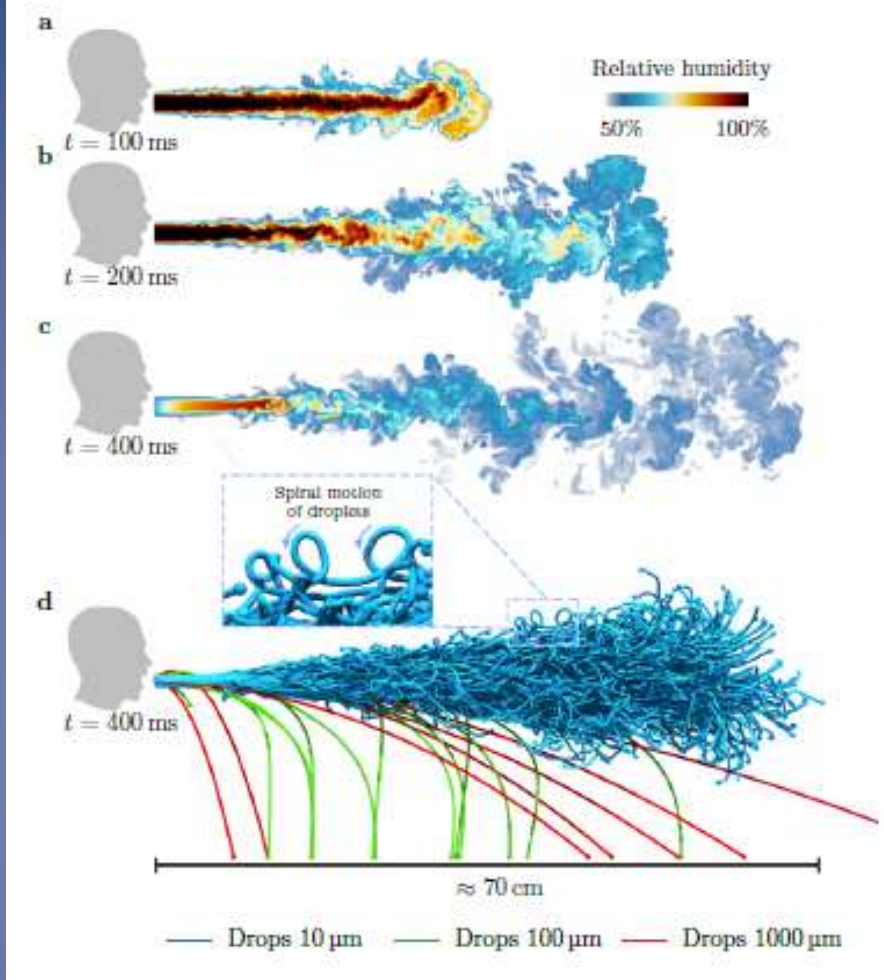 a
Relative humidity
50% 100%
t = 100 ms
b
t = 200 ms
c
t = 400 ms
Spiral motion
of droplets
d
t = 400 ms
≈ 70 cm
Drops 10 µm Drops 100 µm Drops 1000 µm